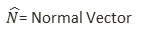 N̂= Normal Vector